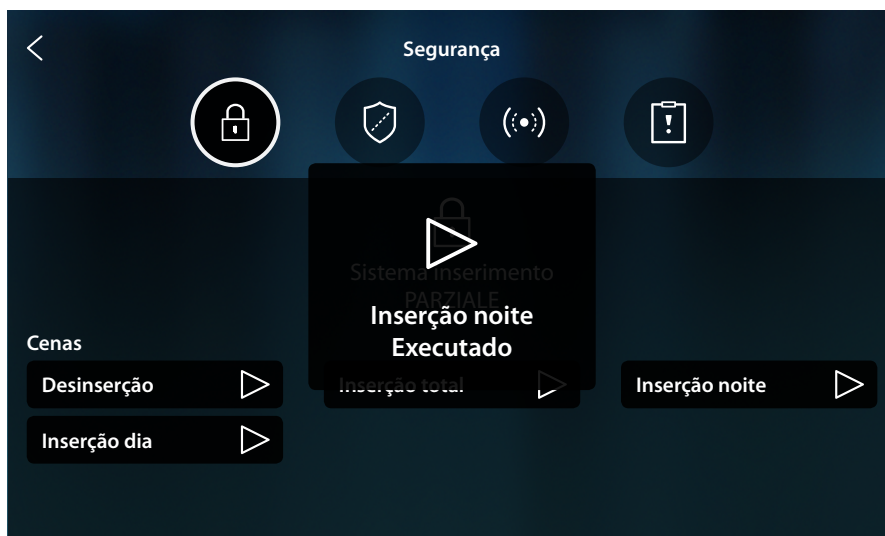 Segurança
Sistema inserimento
PARZIALE
Inserção noite
Executado
Cenas
Desinserção
Inserção total
Inserção noite
Inserção dia